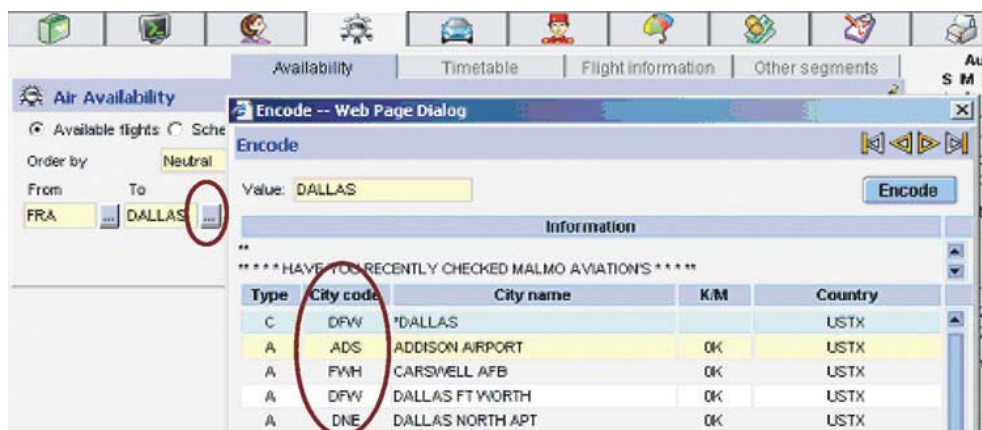 Availability Timetable Flight information Other segments Au
S M
Air Availability
Encode -- Web Page Dialog
Available flights Sche
Encode
Order by Neutral
From To
Value: DALLAS Encode
FRA ... DALLAS ...
Information
**
** * * * HAVE YOU RECENTLY CHECKED MALMO AVIATION'S * * * **
Type City code City name K/M Country
C DFW *DALLAS USTX
A ADS ADDISON AIRPORT 0K USTX
A FWH CARSWELL AFB 0K USTX
A DFW DALLAS FT WORTH 0K USTX
A DNE DALLAS NORTH APT 0K USTX